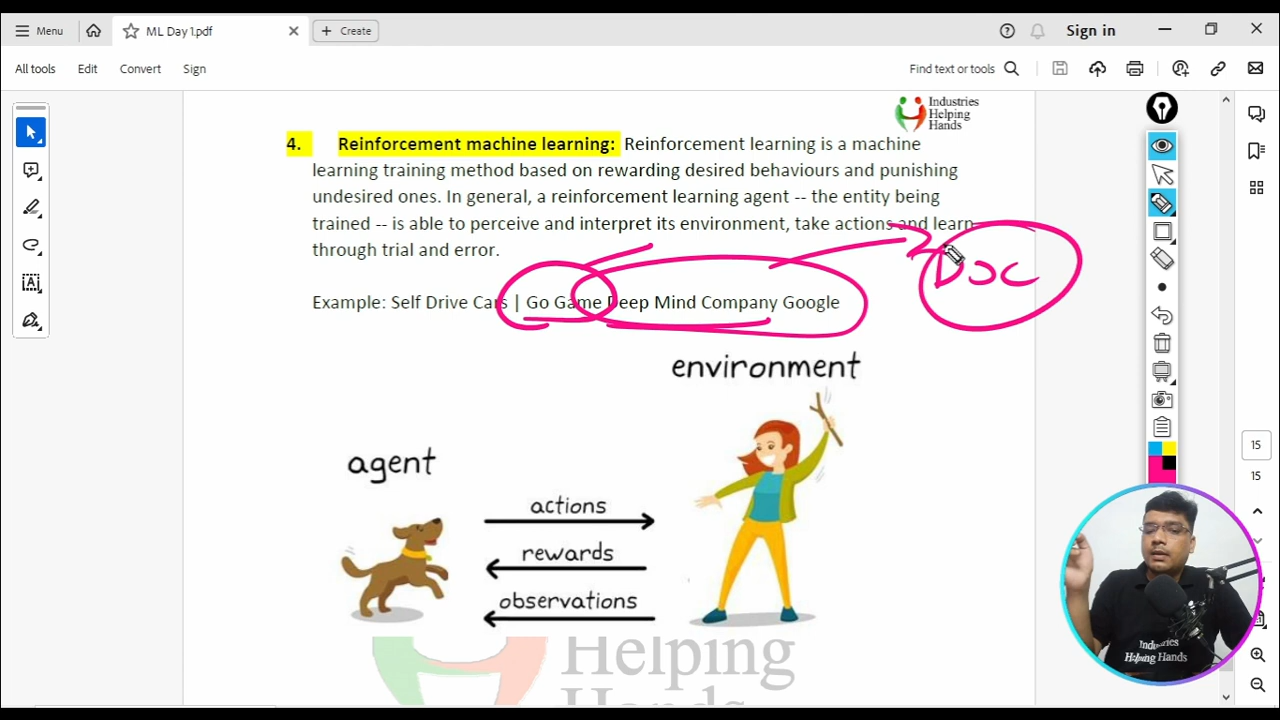 Menu
ML Day 1.pdf
Create
Sign in
All tools
Edit
Convert
Sign
Find text or tools
Industries
Helping
Hands
4. Reinforcement machine learning: Reinforcement learning is a machine
learning training method based on rewarding desired behaviours and punishing
undesired ones. In general, a reinforcement learning agent -- the entity being
trained -- is able to perceive and interpret its environment, take actions and learn
through trial and error.
Example: Self Drive Cars | Go Game Deep Mind Company Google
environment
agent
actions
rewards
observations
Helping
Hands
15
15
Industries
Helping Hands